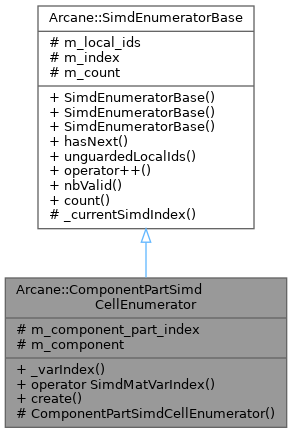 Arcane::SimdEnumeratorBase
# m_local_ids
# m_index
# m_count
+ SimdEnumeratorBase()
+ SimdEnumeratorBase()
+ SimdEnumeratorBase()
+ hasNext()
+ unguardedLocalIds()
+ operator++()
+ nbValid()
+ count()
# _currentSimdIndex()
Arcane::ComponentPartSimd
CellEnumerator
# m_component_part_index
# m_component
+ _varIndex()
+ operator SimdMatVarIndex()
+ create()
# ComponentPartSimdCellEnumerator()